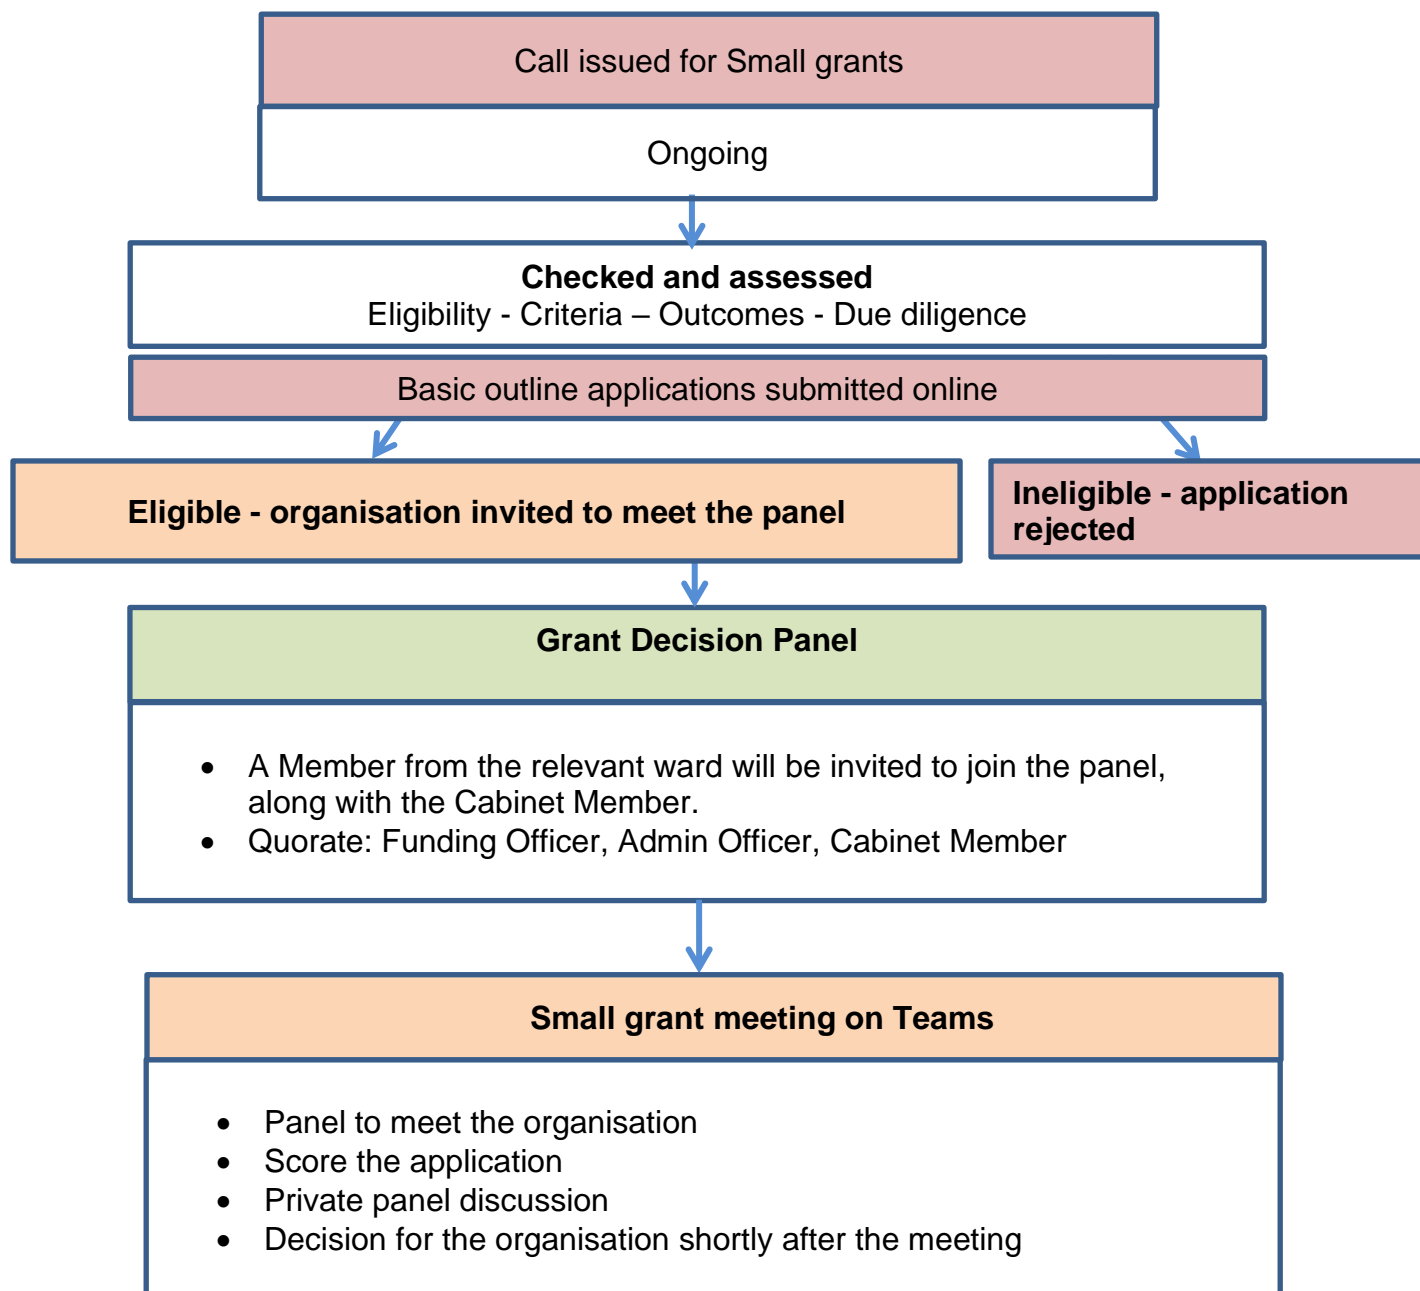 Call issued for Small grants
Ongoing
Checked and assessed
Eligibility - Criteria – Outcomes - Due diligence
Basic outline applications submitted online
Eligible - organisation invited to meet the panel
Ineligible - application
rejected
Grant Decision Panel
• A Member from the relevant ward will be invited to join the panel,
along with the Cabinet Member.
• Quorate: Funding Officer, Admin Officer, Cabinet Member
Small grant meeting on Teams
• Panel to meet the organisation
• Score the application
• Private panel discussion
• Decision for the organisation shortly after the meeting